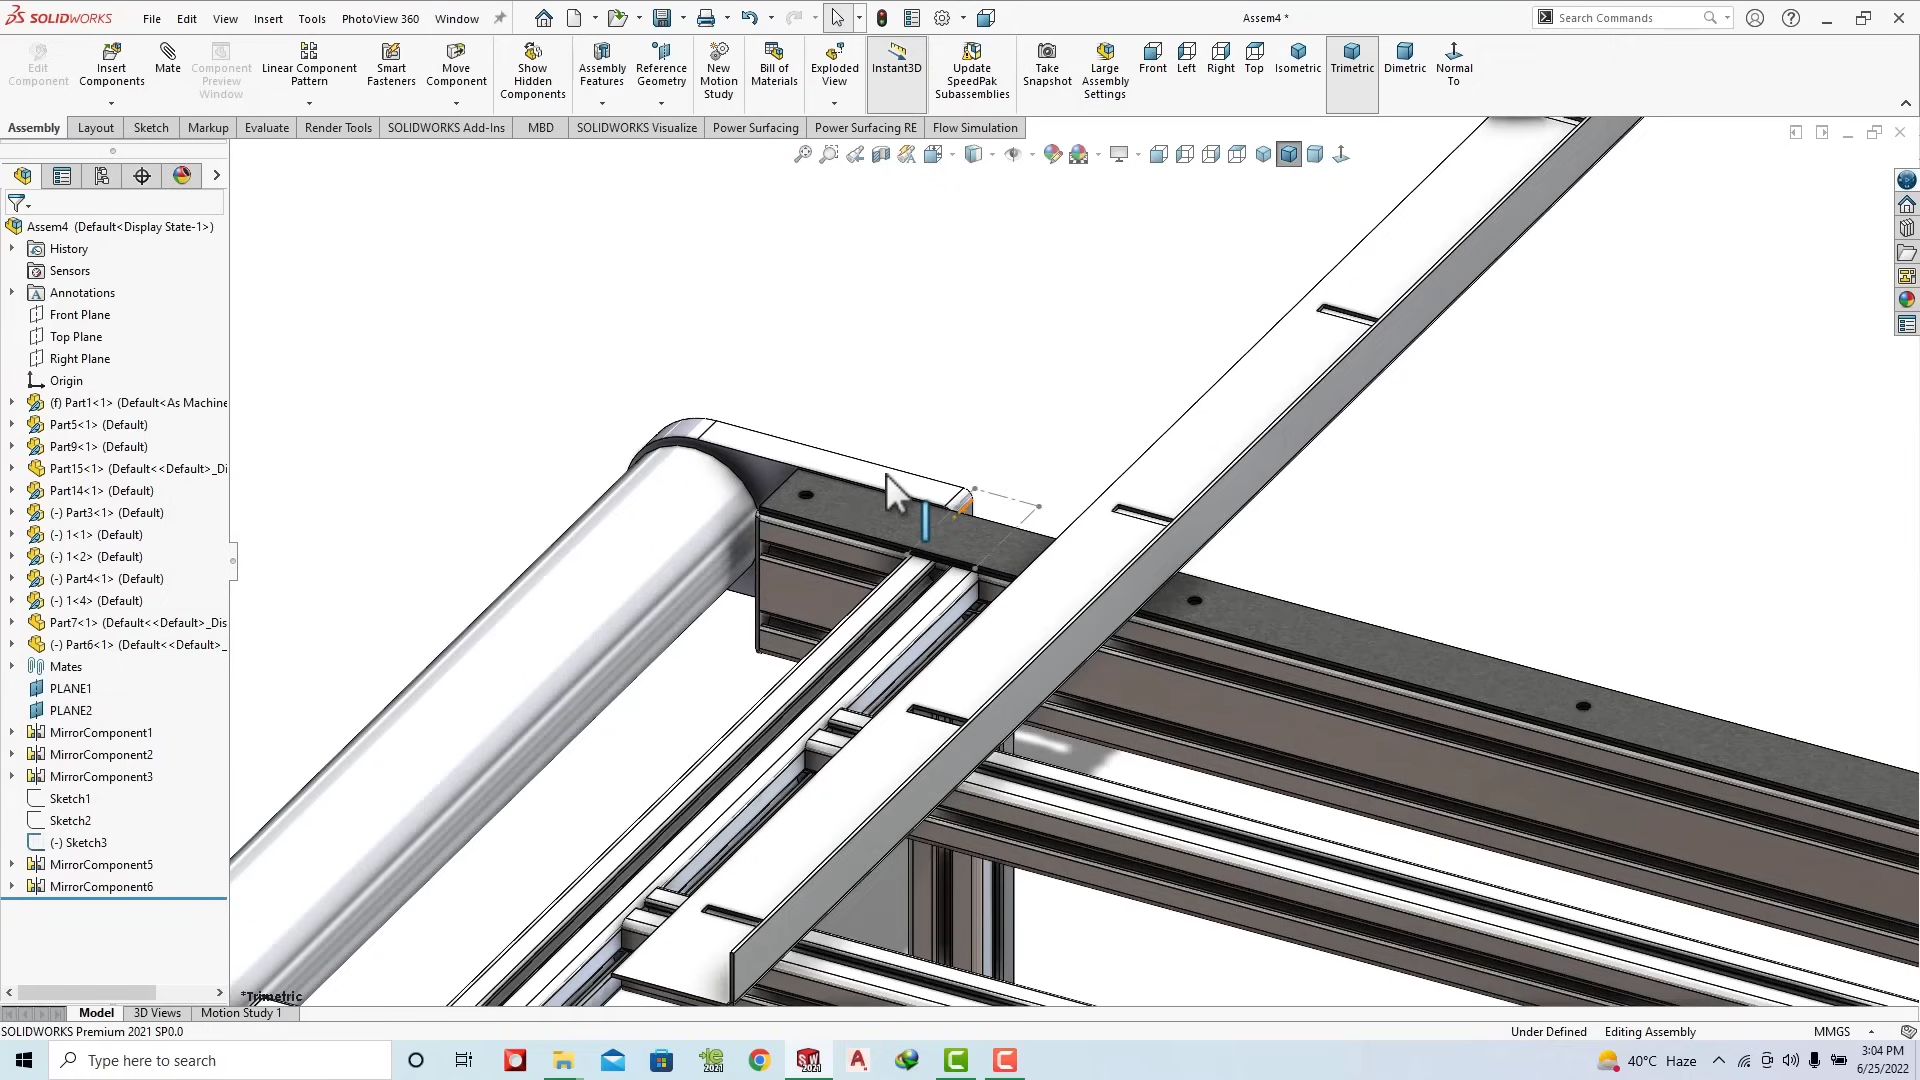 SOLIDWORKS
File
Edit
View
Insert
Tools
PhotoView 360
Window
Assem4 *
Search Commands
Edit
Component
Insert
Components
Mate
Component
Preview
Window
Linear Component
Pattern
Smart
Fasteners
Move
Component
Show
Hidden
Components
Assembly
Features
Reference
Geometry
New
Motion
Study
Bill of
Materials
Exploded
View
Instant3D
Update
SpeedPak
Subassemblies
Take
Snapshot
Large
Assembly
Settings
Front
Left
Right
Top
Isometric
Trimetric
Dimetric
Normal
To
Assembly
Layout
Sketch
Markup
Evaluate
Render Tools
SOLIDWORKS Add-Ins
MBD
SOLIDWORKS Visualize
Power Surfacing
Power Surfacing RE
Flow Simulation
Assem4 (Default<Display State-1>)
History
Sensors
Annotations
Front Plane
Top Plane
Right Plane
Origin
(f) Part1<1> (Default<As Machine
Part5<1> (Default)
Part9<1> (Default)
Part15<1> (Default<<Default>_Di
Part14<1> (Default)
(-) Part3<1> (Default)
(-) 1<1> (Default)
(-) 1<2> (Default)
(-) Part4<1> (Default)
(-) 1<4> (Default)
Part7<1> (Default<<Default>_Dis
(-) Part6<1> (Default<<Default>_
Mates
PLANE1
PLANE2
MirrorComponent1
MirrorComponent2
MirrorComponent3
Sketch1
Sketch2
(-) Sketch3
MirrorComponent5
MirrorComponent6
*Trimetric
Model
3D Views
Motion Study 1
SOLIDWORKS Premium 2021 SP0.0
Under Defined
Editing Assembly
MMGS
Type here to search
40°C Haze
3:04 PM
6/25/2022